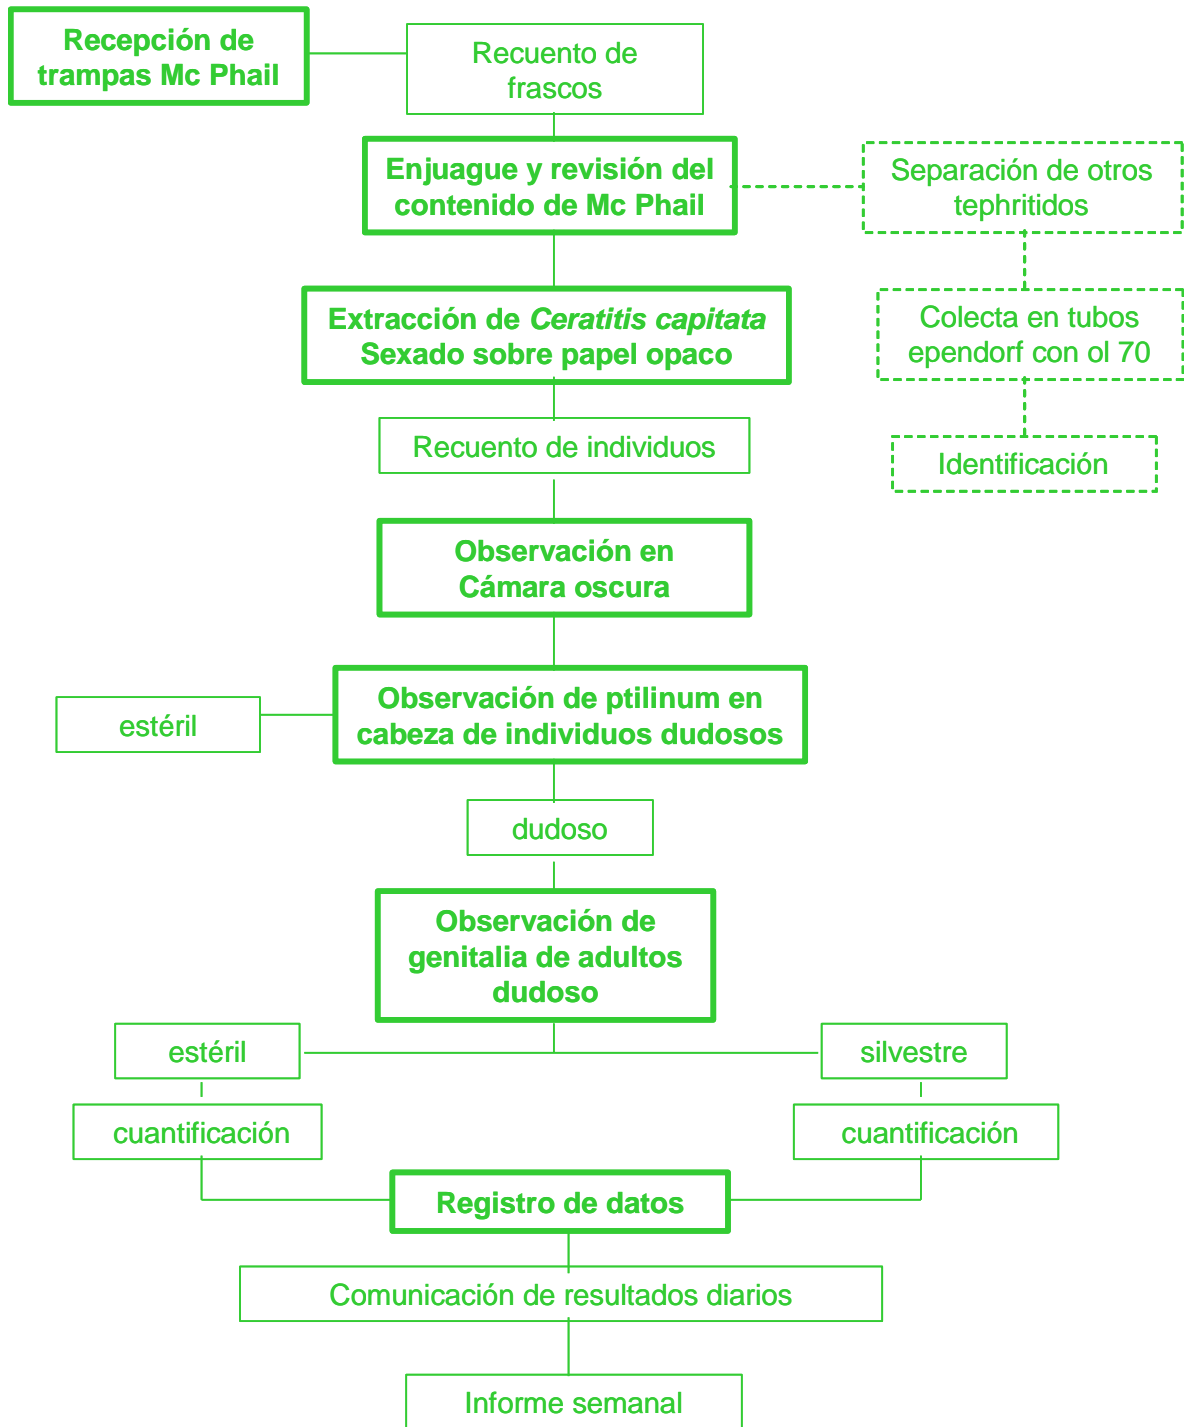 Recepción de
trampas Mc Phail
Recuento de
frascos
Enjuague y revisión del
contenido de Mc Phail
Separación de otros
tephritidos
Extracción de Ceratitis capitata
Sexado sobre papel opaco
Colecta en tubos
ependorf con ol 70
Recuento de individuos
Identificación
Observación en
Cámara oscura
Observación de ptilinum en
cabeza de individuos dudosos
estéril
dudoso
Observación de
genitalia de adultos
dudoso
estéril
silvestre
cuantificación
cuantificación
Registro de datos
Comunicación de resultados diarios
Informe semanal